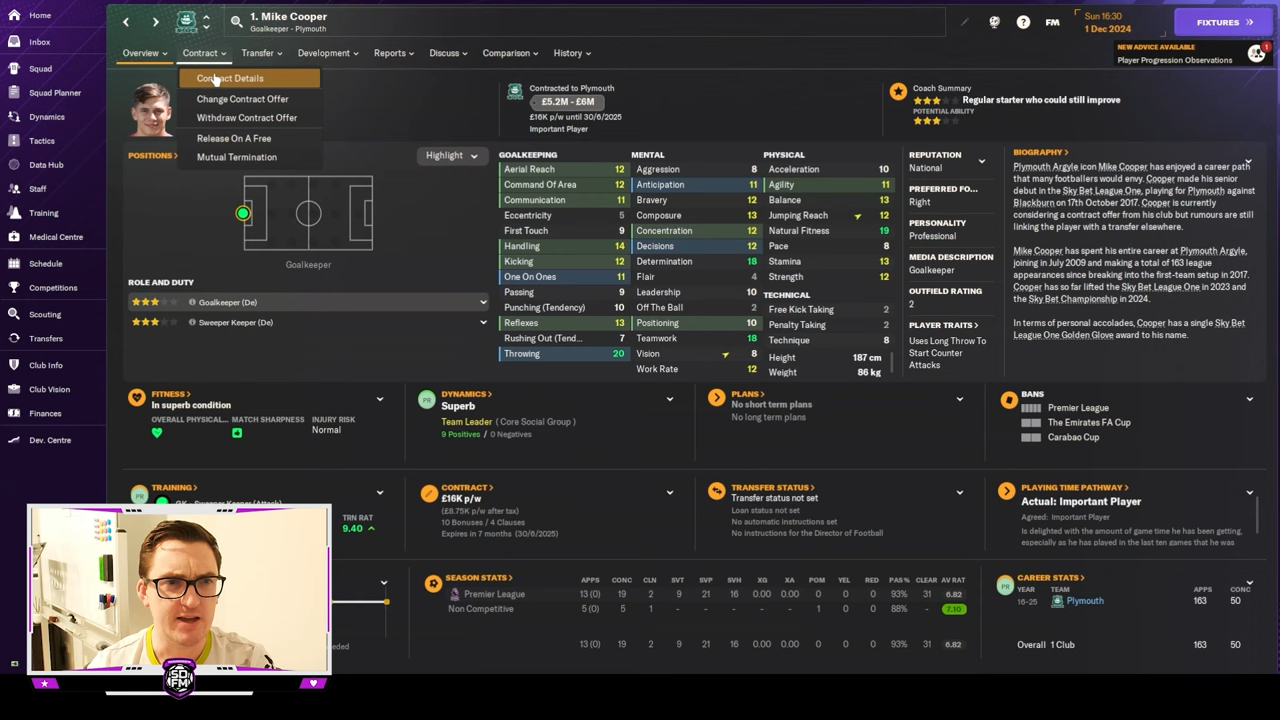 Home
Inbox
Squad
Squad Planner
Dynamics
Tactics
Data Hub
Staff
Training
Medical Centre
Schedule
Competitions
Scouting
Transfers
Club Info
Club Vision
Finances
Dev. Centre
1. Mike Cooper
Goalkeeper - Plymouth
FM
Sun 16:30
1 Dec 2024
FIXTURES
Overview
Contract
Transfer
Development
Reports
Discuss
Comparison
History
NEW ADVICE AVAILABLE
Player Progression Observations
1
Contract Details
Change Contract Offer
Withdraw Contract Offer
Release On A Free
Mutual Termination
Contracted to Plymouth
£5.2M - £6M
£16K p/w until 30/6/2025
Important Player
Coach Summary
Regular starter who could still improve
POTENTIAL ABILITY
POSITIONS
Highlight
Goalkeeper
ROLE AND DUTY
Goalkeeper (De)
Sweeper Keeper (De)
GOALKEEPING
Aerial Reach 12
Command Of Area 12
Communication 11
Eccentricity 5
First Touch 9
Handling 14
Kicking 12
One On Ones 11
Passing 9
Punching (Tendency) 10
Reflexes 13
Rushing Out (Tend... 7
Throwing 20
MENTAL
Aggression 8
Anticipation 11
Bravery 12
Composure 13
Concentration 12
Decisions 12
Determination 18
Flair 4
Leadership 10
Off The Ball 2
Positioning 10
Teamwork 18
Vision 8
Work Rate 12
PHYSICAL
Acceleration 10
Agility 11
Balance 13
Jumping Reach 12
Natural Fitness 19
Pace 8
Stamina 13
Strength 12
TECHNICAL
Free Kick Taking 2
Penalty Taking 2
Technique 8
Height 187 cm
Weight 86 kg
REPUTATION
National
PREFERRED FO...
Right
PERSONALITY
Professional
MEDIA DESCRIPTION
Goalkeeper
OUTFIELD RATING
2
PLAYER TRAITS
Uses Long Throw To
Start Counter
Attacks
BIOGRAPHY
Plymouth Argyle icon Mike Cooper has enjoyed a career path
that many footballers would envy. Cooper made his senior
debut in the Sky Bet League One, playing for Plymouth against
Blackburn on 17th October 2017. Cooper is currently
considering a contract offer from his club but rumours are still
linking the player with a transfer elsewhere.
Mike Cooper has spent his entire career at Plymouth Argyle,
joining in July 2009 and making a total of 163 league
appearances since breaking into the first-team setup in 2017.
Cooper has so far lifted the Sky Bet League One in 2023 and
the Sky Bet Championship in 2024.
In terms of personal accolades, Cooper has a single Sky Bet
League One Golden Glove award to his name.
FITNESS
In superb condition
OVERALL PHYSICAL... MATCH SHARPNESS INJURY RISK
Normal
PR
DYNAMICS
Superb
Team Leader ( Core Social Group )
9 Positives / 0 Negatives
PLANS
No short term plans
No long term plans
BANS
Premier League
The Emirates FA Cup
Carabao Cup
PR
TRAINING
GK - Sweeper Keeper (Attack)
TRN RAT
9.40
CONTRACT
£16K p/w
(£8.75K p/w after tax)
10 Bonuses / 4 Clauses
Expires in 7 months (30/6/2025)
TRANSFER STATUS
Transfer status not set
Loan status not set
No automatic instructions set
No instructions for the Director of Football
PLAYING TIME PATHWAY
Actual: Important Player
Agreed: Important Player
Is delighted with the amount of game time he has been getting,
especially as he has played in the last ten games that he was
SEASON STATS APPS CONC CLN SVT SVP SVH XG XA POM YEL RED PAS% CLEAR AV RAT
Premier League 13 (0) 19 2 9 21 16 0.00 0.00 - - - 93% 31 6.82
Non Competitive 5 (0) 5 1 - - - 0.00 0.00 1 - - 88% - 7.10
13 (0) 19 2 9 21 16 0.00 0.00 - - - 93% 31 6.82
PR
CAREER STATS
YEAR TEAM APPS CONC
16-25 Plymouth 163 50
Overall 1 Club 163 50
SD
FM